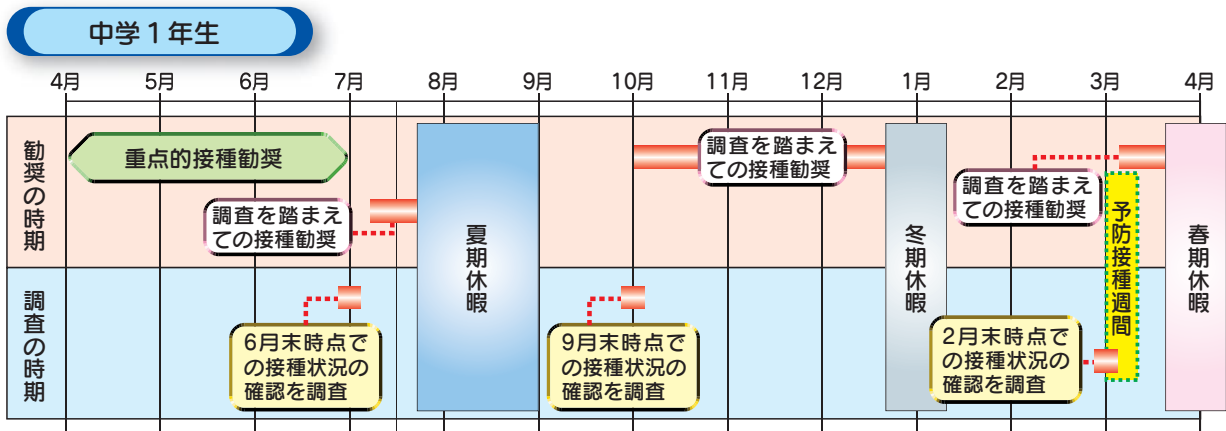 中学1年生
4月 5月 6月 7月 8月 9月 10月 11月 12月 1月 2月 3月 4月
勧奨の時期
重点的接種勧奨
調査を踏まえ
ての接種勧奨
調査を踏まえ
ての接種勧奨
調査を踏まえ
ての接種勧奨
夏期休暇
冬期休暇
予防接種週間
春期休暇
調査の時期
6月末時点で
の接種状況の
確認を調査
9月末時点で
の接種状況の
確認を調査
2月末時点で
の接種状況の
確認を調査